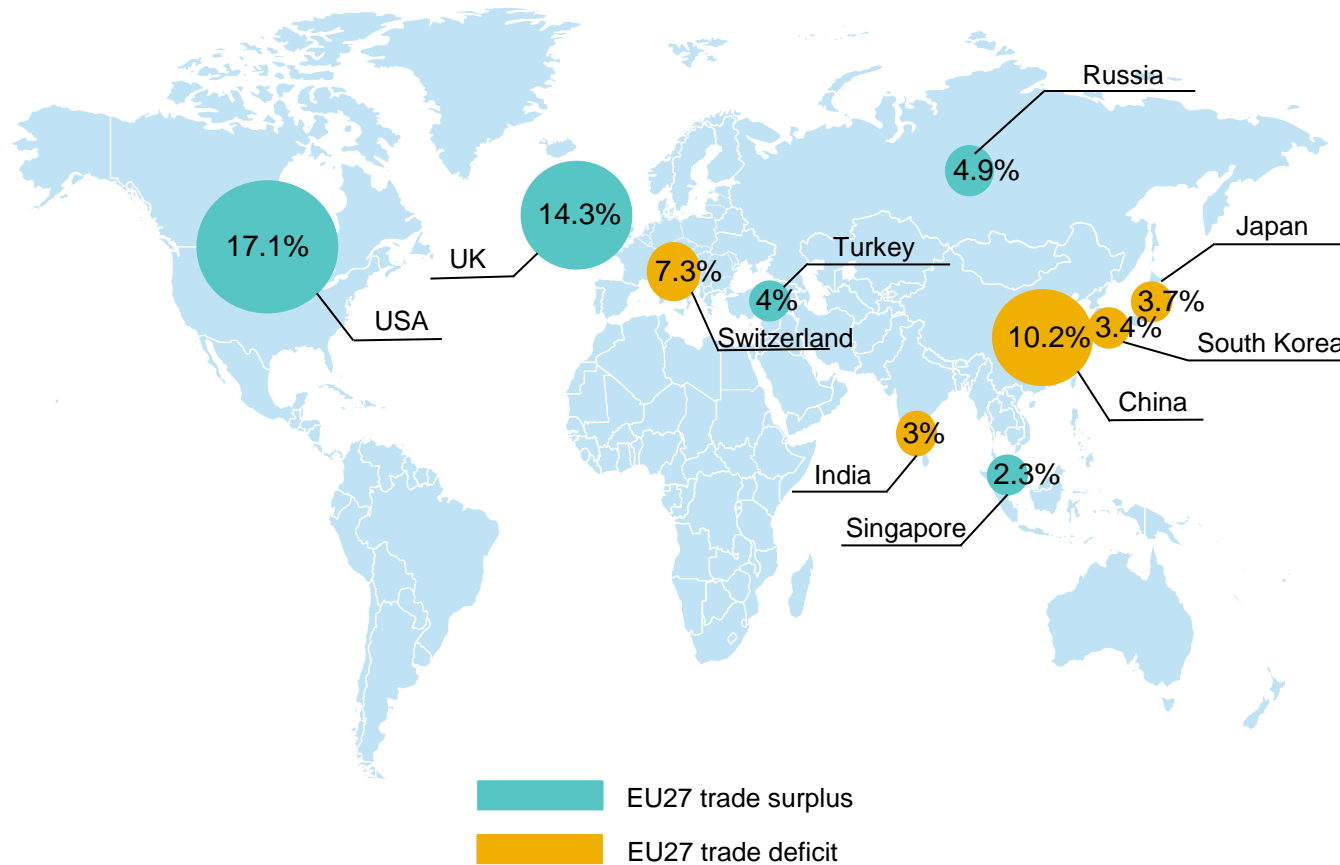 Russia
4.9%
14.3%
17.1%
UK
USA
7.3%
Switzerland
Turkey
4%
Japan
3.7%
3.4%
South Korea
10.2%
China
3%
India
2.3%
Singapore
EU27 trade surplus
EU27 trade deficit